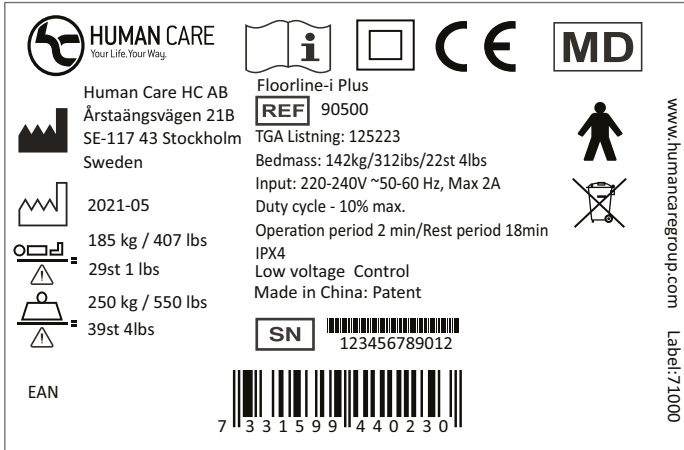 HUMAN CARE
Your Life.Your Way.
MD
Human Care HC AB
Årstaängsvägen 21B
SE-117 43 Stockholm
Sweden
2021-05
185 kg / 407 lbs
29st 1 lbs
250 kg / 550 lbs
39st 4lbs
EAN
Floorline-i Plus
REF 90500
TGA Listning: 125223
Bedmass: 142kg/312ibs/22st 4lbs
Input: 220-240V ~50-60 Hz, Max 2A
Duty cycle - 10% max.
Operation period 2 min/Rest period 18min
IPX4
Low voltage  Control
Made in China: Patent
SN
123456789012
7 331599 440230
www.humancaregroup.com Label:71000